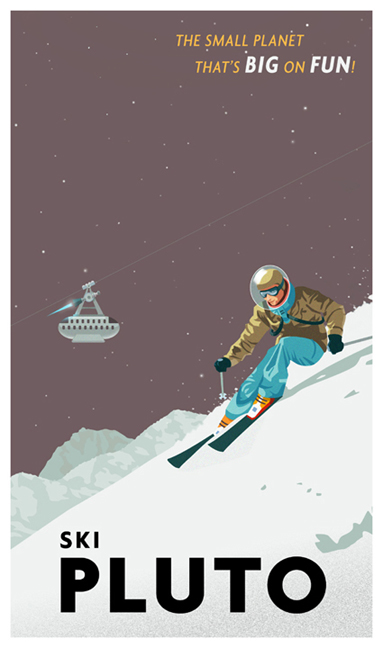 THE SMALL PLANET
THAT'S BIG ON FUN!
SKI
PLUTO